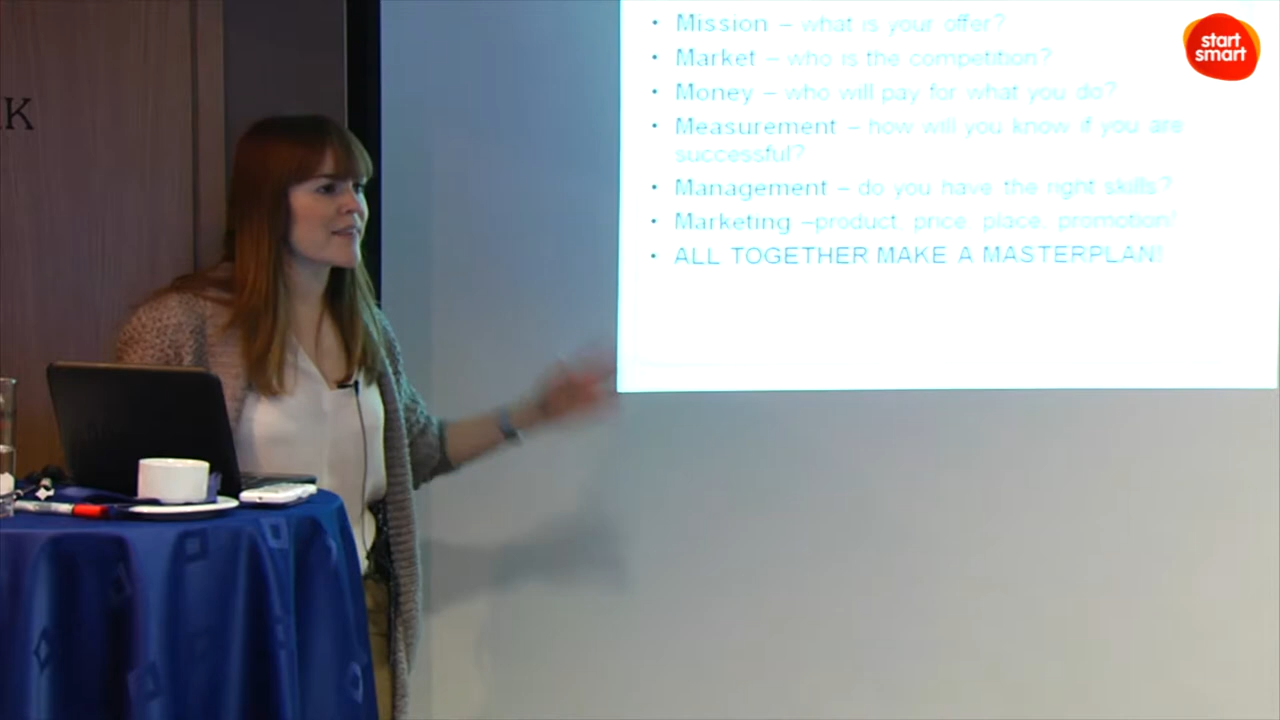 • Mission – what is your offer?
• Market – who is the competition?
• Money – who will pay for what you do?
• Measurement – how will you know if you are
successful?
• Management – do you have the right skills?
• Marketing –product, price, place, promotion!
• ALL TOGETHER MAKE A MASTERPLAN!
start
smart
K